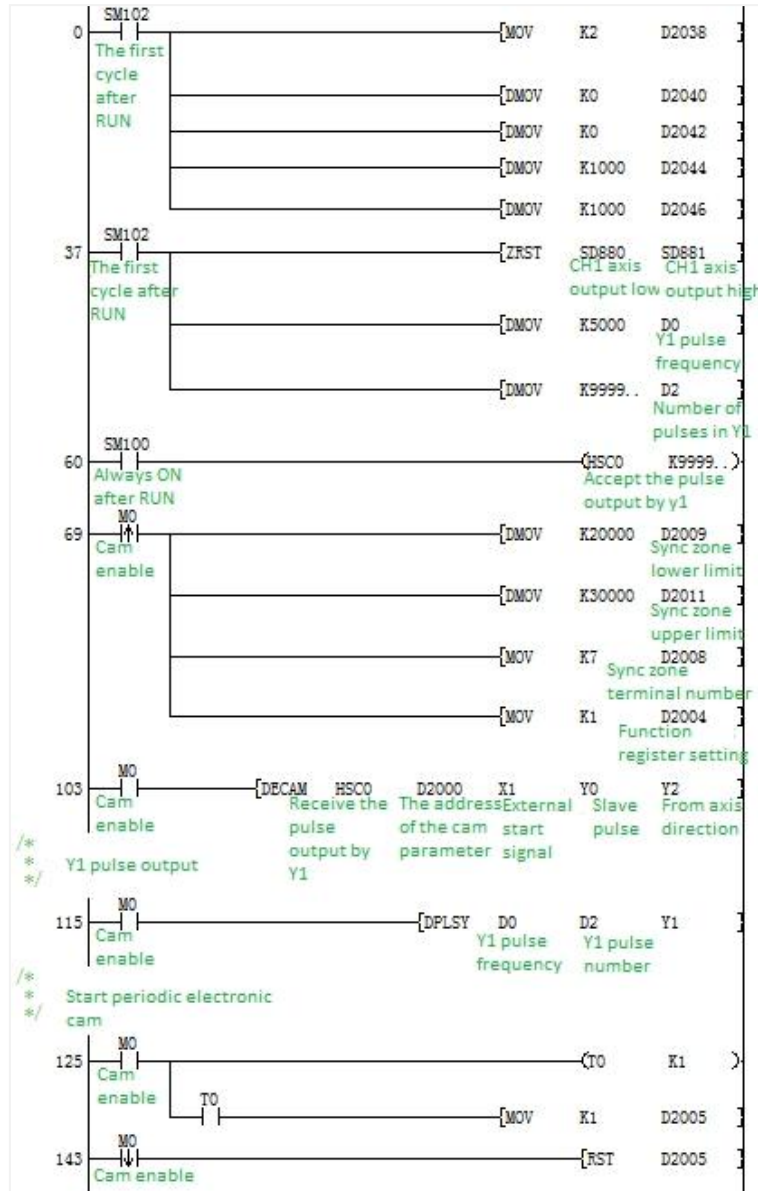 SM102
0 [MOV K2 D2038 ]
The first
cycle
after
RUN
[DMOV K0 D2040 ]
[DMOV K0 D2042 ]
[DMOV K1000 D2044 ]
[DMOV K1000 D2046 ]
SM102
37 [ZRST SD880 SD881 ]
The first
cycle after
RUN
CH1 axis CH1 axis
output low output high
[DMOV K5000 D0 ]
Y1 pulse
frequency
[DMOV K9999.. D2 ]
Number of
pulses in Y1
SM100
60 (HSC0 K9999..)
Always ON
after RUN
Accept the pulse
output by y1
M0
69 [DMOV K20000 D2009 ]
Cam
enable
Sync zone
lower limit
[DMOV K30000 D2011 ]
Sync zone
upper limit
[MOV K7 D2008 ]
Sync zone
terminal number
[MOV K1 D2004 ]
Function
register setting
M0
103 [DECAM HSC0 D2000 X1 Y0 Y2 ]
Cam
enable
Receive the
pulse
output by
Y1
The address
of the cam
parameter
External
start
signal
Slave
pulse
From axis
direction
/*
* Y1 pulse output
*/
M0
115 [DPLSY D0 D2 Y1 ]
Cam
enable
Y1 pulse
frequency
Y1 pulse
number
/*
* Start periodic electronic
*/ cam
M0
125 (T0 K1 )
Cam
enable
T0
[MOV K1 D2005 ]
M0
143 [RST D2005 ]
Cam enable